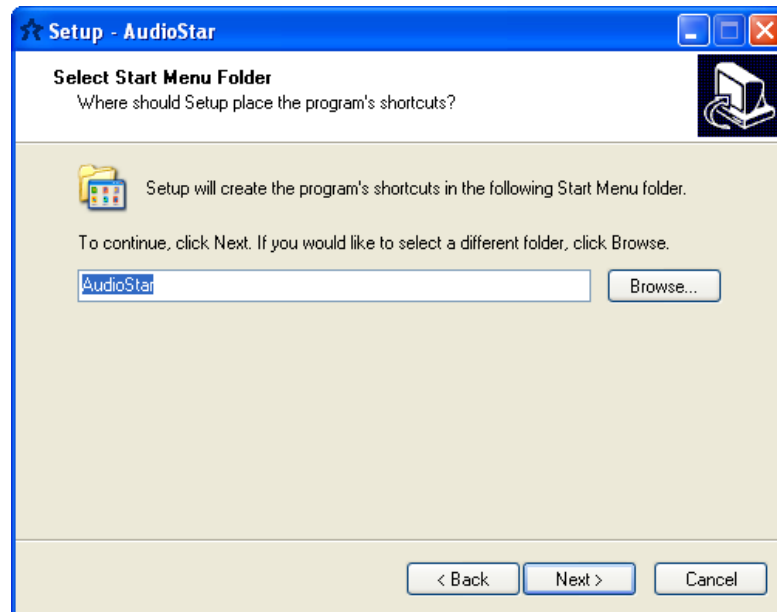 Setup - AudioStar
Select Start Menu Folder
Where should Setup place the program's shortcuts?
Setup will create the program's shortcuts in the following Start Menu folder.
To continue, click Next. If you would like to select a different folder, click Browse.
AudioStar
Browse...
< Back
Next >
Cancel